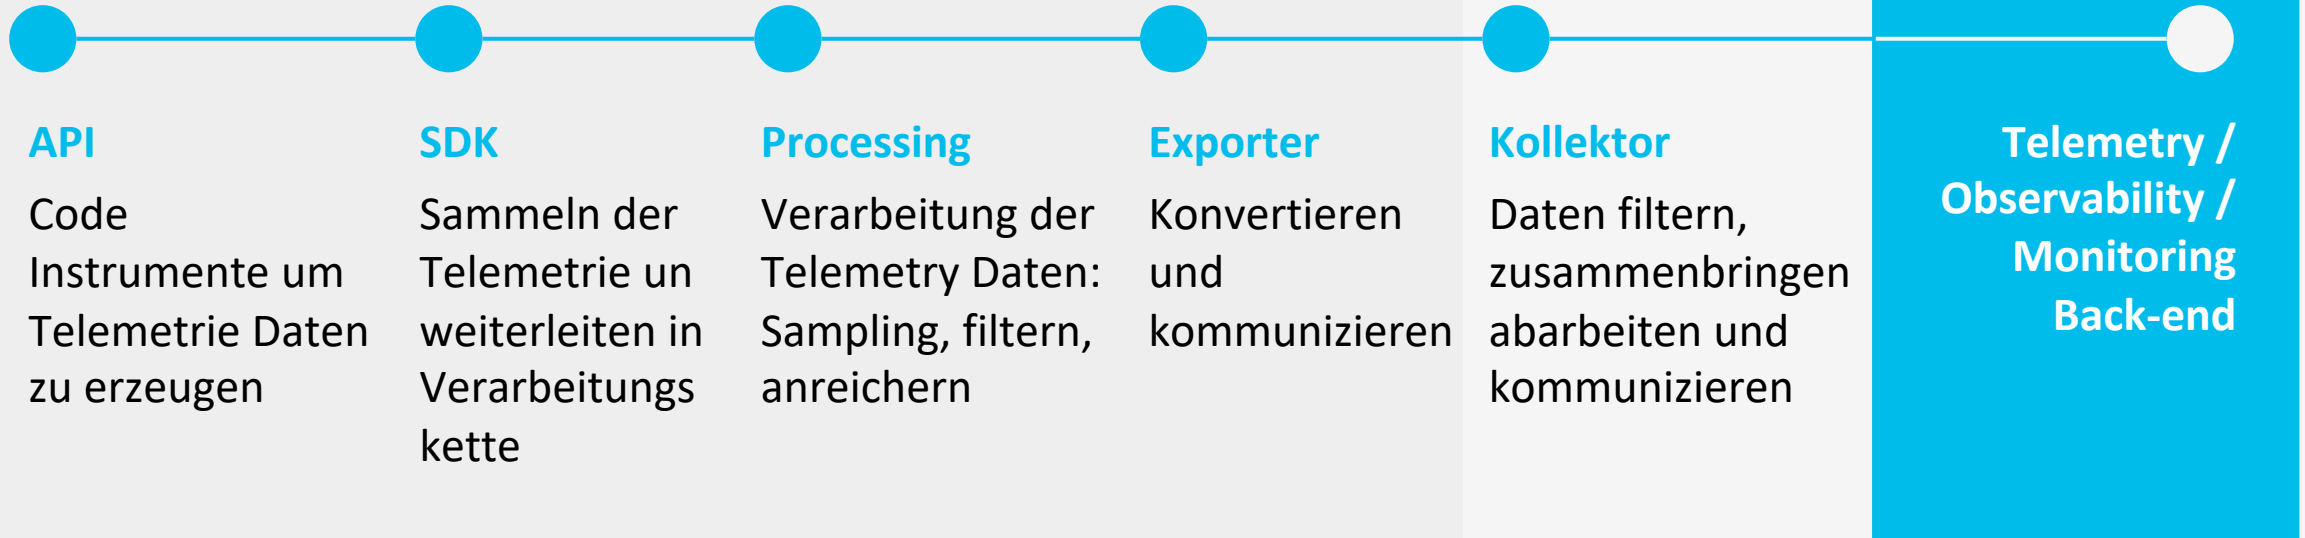 API
Code
Instrumente um
Telemetrie Daten
zu erzeugen
SDK
Sammeln der
Telemetrie un
weiterleiten in
Verarbeitungs
kette
Processing
Verarbeitung der
Telemetry Daten:
Sampling, filtern,
anreichern
Exporter
Konvertieren
und
kommunizieren
Kollektor
Daten filtern,
zusammenbringen
abarbeiten und
kommunizieren
Telemetry /
Observability /
Monitoring
Back-end